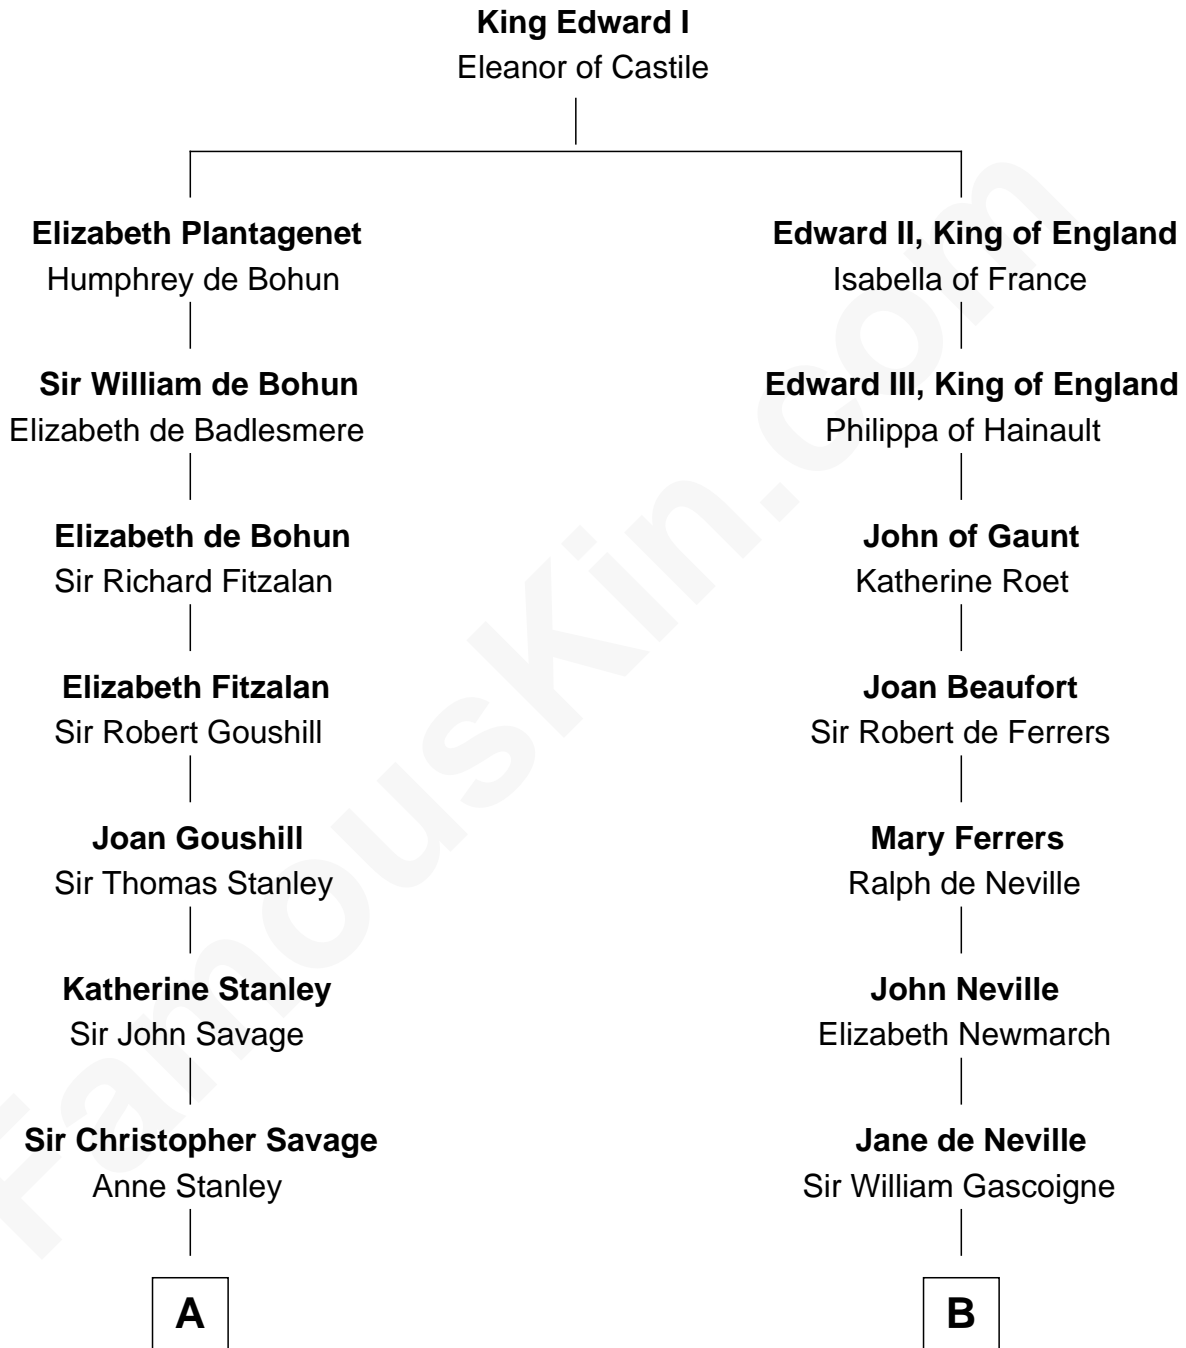 King Edward I
Eleanor of Castile
Elizabeth Plantagenet
Humphrey de Bohun
Edward II, King of England
Isabella of France
Sir William de Bohun
Elizabeth de Badlesmere
Edward III, King of England
Philippa of Hainault
Elizabeth de Bohun
Sir Richard Fitzalan
John of Gaunt
Katherine Roet
Elizabeth Fitzalan
Sir Robert Goushill
Joan Beaufort
Sir Robert de Ferrers
Joan Goushill
Sir Thomas Stanley
Mary Ferrers
Ralph de Neville
Katherine Stanley
Sir John Savage
John Neville
Elizabeth Newmarch
Sir Christopher Savage
Anne Stanley
Jane de Neville
Sir William Gascoigne
A
B
FamousKin.com